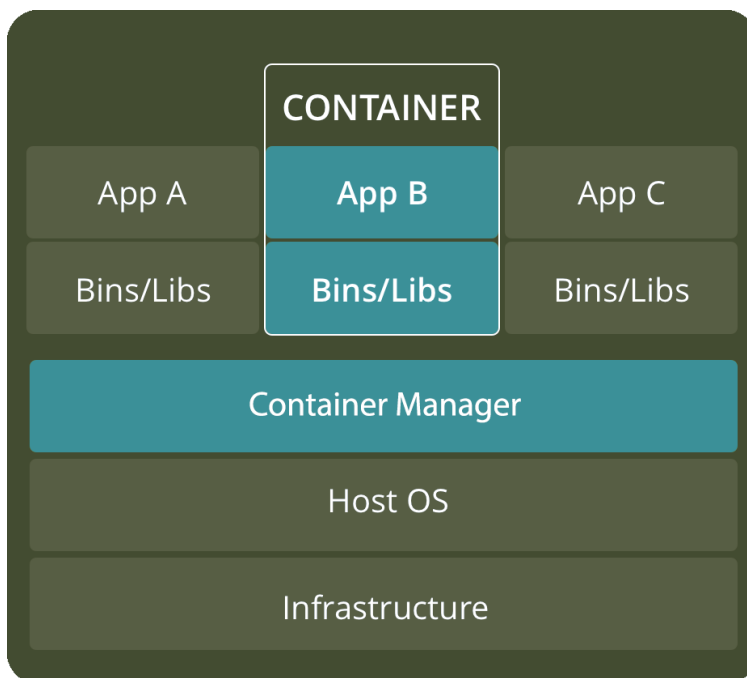 CONTAINER
App A
App B
App C
Bins/Libs
Bins/Libs
Bins/Libs
Container Manager
Host OS
Infrastructure